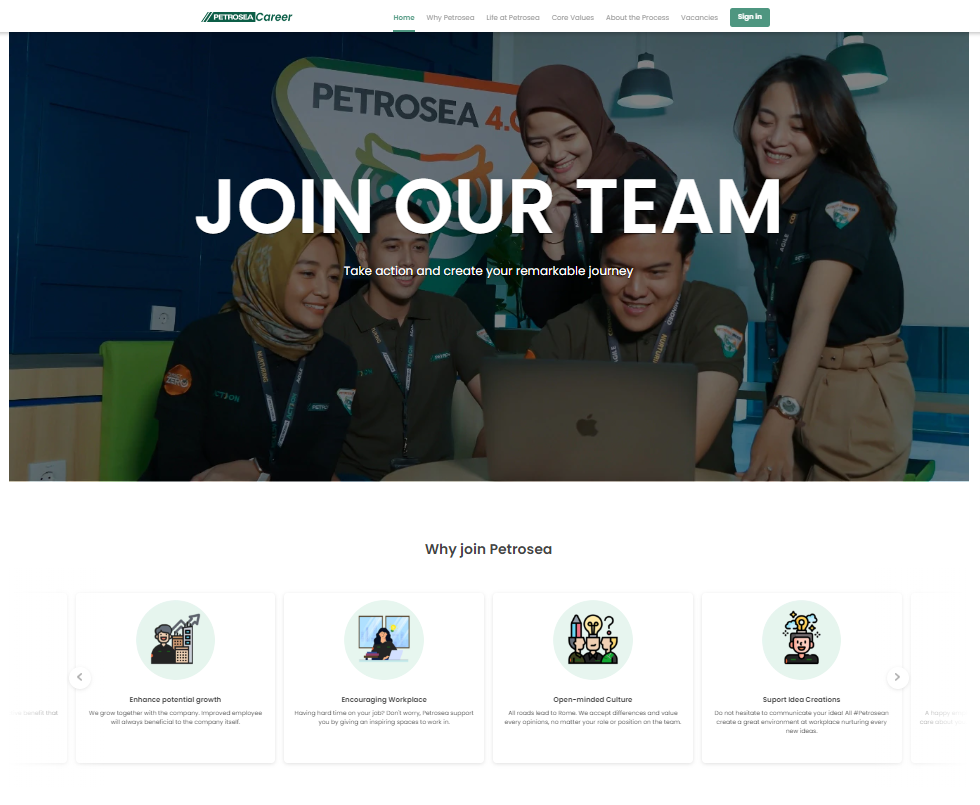 PETROSEA Career
Home Why Petrosea Life at Petrosea Core Values About the Process Vacancies Sign In
PETROSEA 4.0
JOIN OUR TEAM
Take action and create your remarkable journey
ZERO
NURTURING
ACTION
AGILE
Why join Petrosea
Enhance potential growth
We grow together with the company. Improved employee
will always beneficial to the company itself.
Encouraging Workplace
Having hard time on your job? Don't worry, Petrosea support
you by giving an inspiring spaces to work in.
Open-minded Culture
All roads lead to Rome. We accept differences and value
every opinions, no matter your role or position on the team.
Suport Idea Creations
Do not hesitate to communicate your idea! All #Petrosean
create a great environment at workplace nurturing every
new ideas.
benefit that
A happy
care about